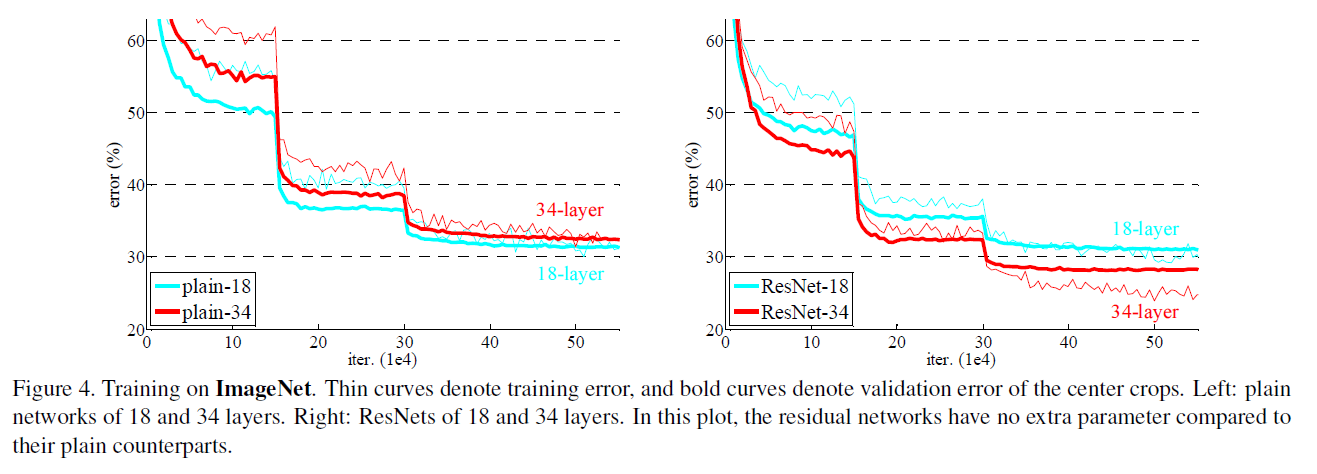 60
50
40
30
20
error (%)
34-layer
18-layer
plain-18
plain-34
0 10 20 30 40 50
iter. (1e4)
60
50
40
30
20
error (%)
18-layer
34-layer
ResNet-18
ResNet-34
0 10 20 30 40 50
iter. (1e4)
Figure 4. Training on ImageNet. Thin curves denote training error, and bold curves denote validation error of the center crops. Left: plain
networks of 18 and 34 layers. Right: ResNets of 18 and 34 layers. In this plot, the residual networks have no extra parameter compared to
their plain counterparts.